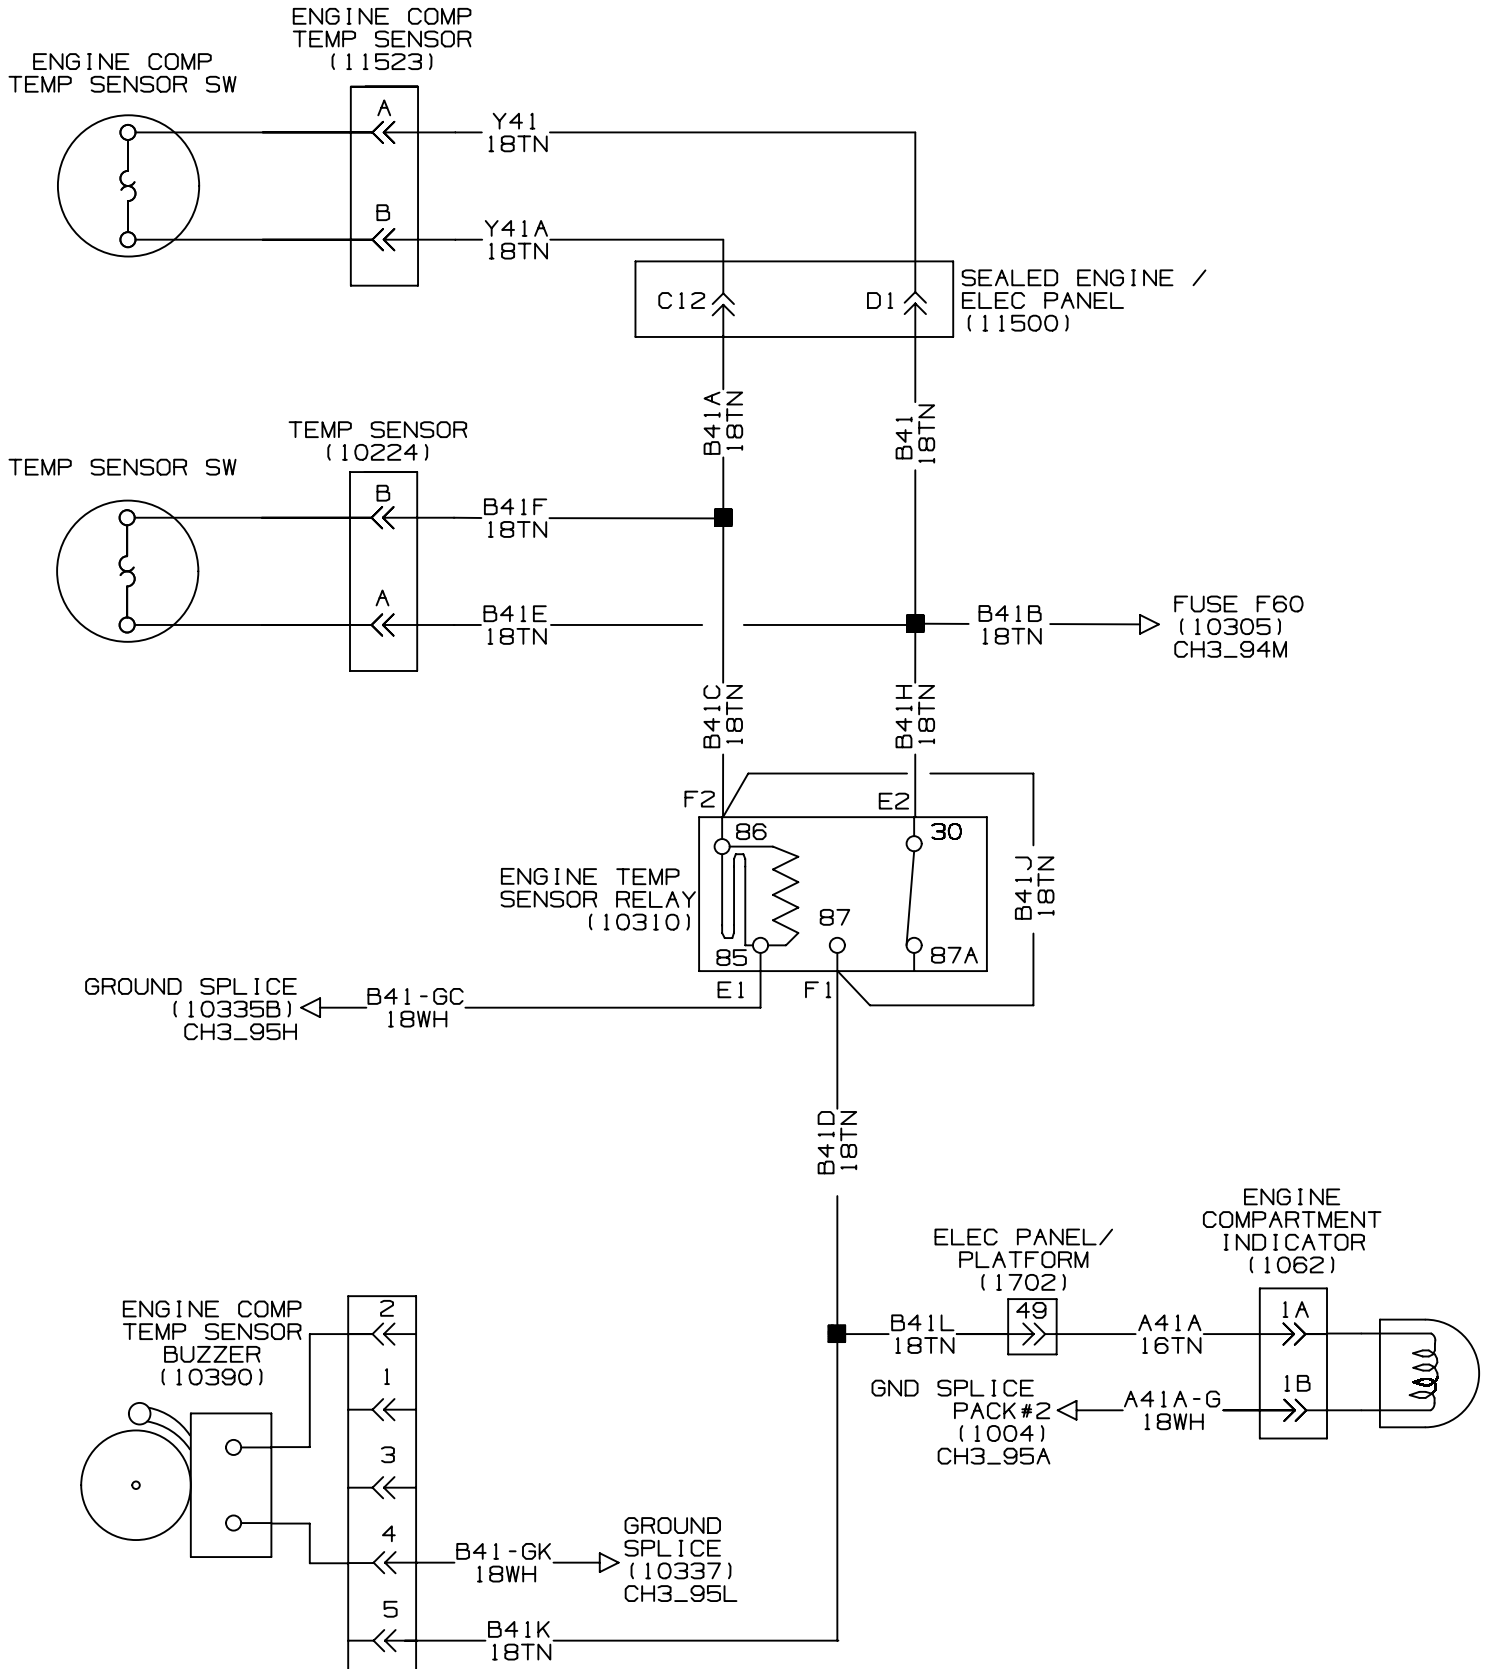 ENGINE COMP
TEMP SENSOR
(11523)
ENGINE COMP
TEMP SENSOR SW
A
Y41
18TN
B
Y41A
18TN
C12
D1
SEALED ENGINE /
ELEC PANEL
(11500)
B41A
18TN
B41
18TN
TEMP SENSOR
(10224)
TEMP SENSOR SW
B
B41F
18TN
A
B41E
18TN
B41B
18TN
FUSE F60
(10305)
CH3_94M
B41C
18TN
B41H
18TN
F2
E2
86
30
ENGINE TEMP
SENSOR RELAY
(10310)
B41J
18TN
87
85
87A
E1
F1
GROUND SPLICE
(10335B)
CH3_95H
B41-GC
18WH
B41D
18TN
ENGINE
COMPARTMENT
INDICATOR
(1062)
ELEC PANEL/
PLATFORM
(1702)
49
B41L
18TN
A41A
16TN
1A
1B
A41A-G
18WH
GND SPLICE
PACK#2
(1004)
CH3_95A
ENGINE COMP
TEMP SENSOR
BUZZER
(10390)
2
1
3
4
5
B41-GK
18WH
GROUND
SPLICE
(10337)
CH3_95L
B41K
18TN